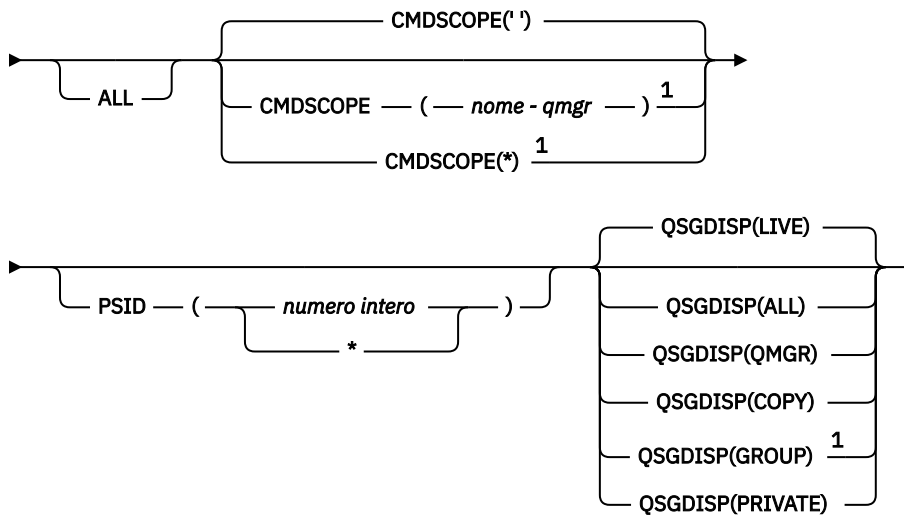 CMDSCOPE(' ')
ALL
CMDSCOPE ( nome - qmgr ) 1
CMDSCOPE(*) 1
QSGDISP(LIVE)
PSID ( numero intero )
*
QSGDISP(ALL)
QSGDISP(QMGR)
QSGDISP(COPY)
QSGDISP(GROUP) 1
QSGDISP(PRIVATE)